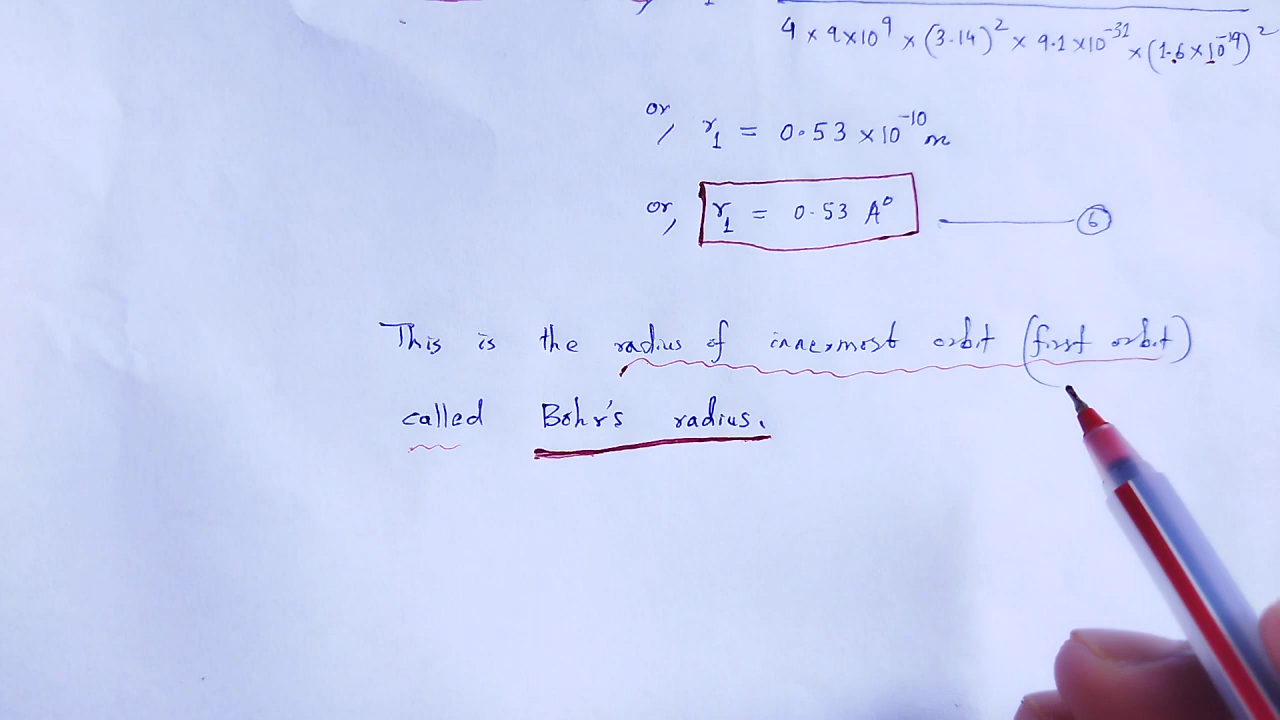 4 × 9×10⁹ × (3.14)² × 9.1×10⁻³¹ × (1.6×10⁻¹⁹)²
or, r₁ = 0.53 × 10⁻¹⁰ m
or, r₁ = 0.53 A° ⑥
This is the radius of innermost orbit (first orbit)
called Bohr's radius.